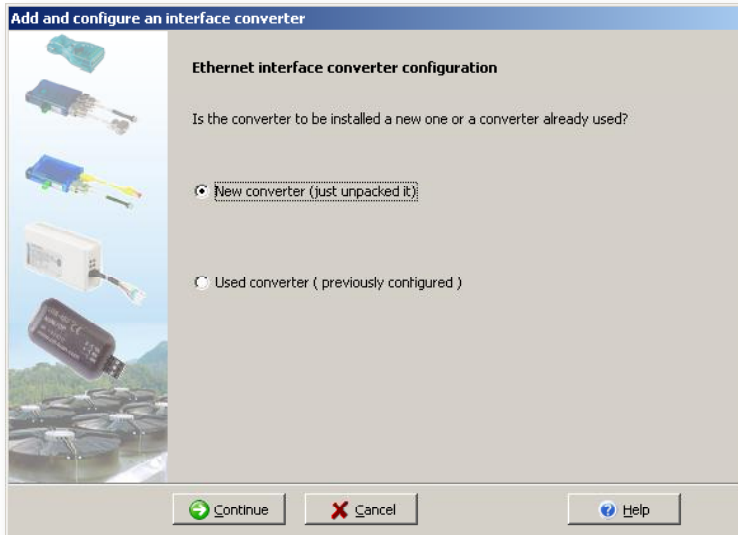 Add and configure an interface converter
Ethernet interface converter configuration
Is the converter to be installed a new one or a converter already used?
New converter (just unpacked it)
Used converter ( previously configured )
Continue
Cancel
Help